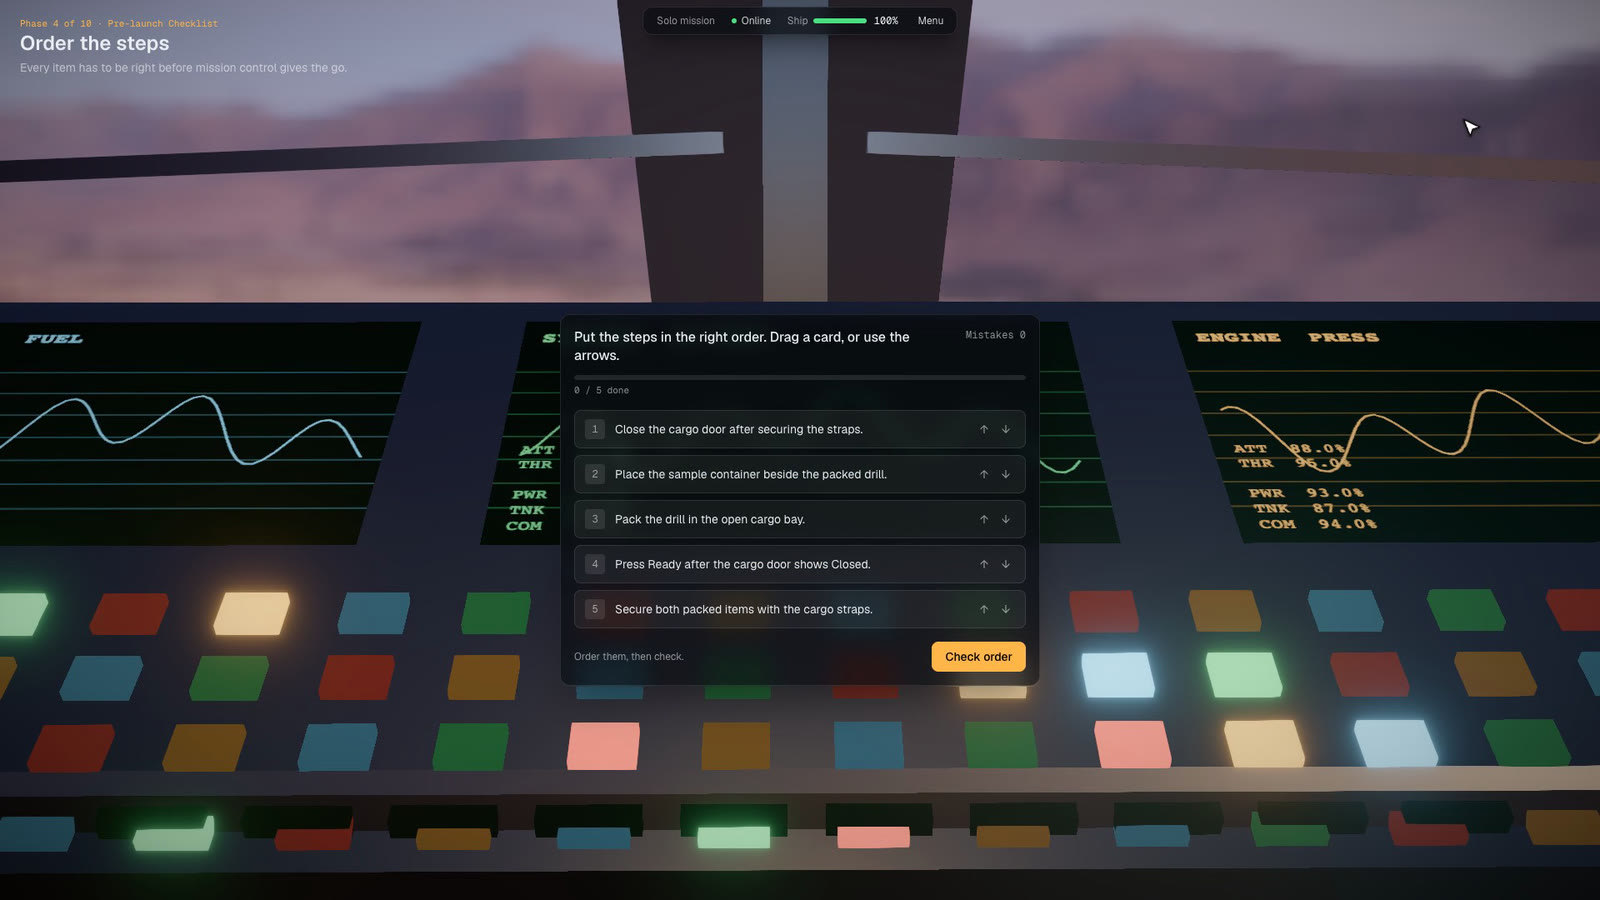 Phase 4 of 10 · Pre-launch Checklist
Order the steps
Every item has to be right before mission control gives the go.
Solo mission
Online
Ship
100%
Menu
FUEL
ENGINE PRESS
ATT
THR
PWR
TNK
COM
ATT 88.0%
THR 96.0%
PWR 93.0%
TNK 87.0%
COM 94.0%
Put the steps in the right order. Drag a card, or use the
arrows.
Mistakes 0
0 / 5 done
1 Close the cargo door after securing the straps.
2 Place the sample container beside the packed drill.
3 Pack the drill in the open cargo bay.
4 Press Ready after the cargo door shows Closed.
5 Secure both packed items with the cargo straps.
Order them, then check.
Check order